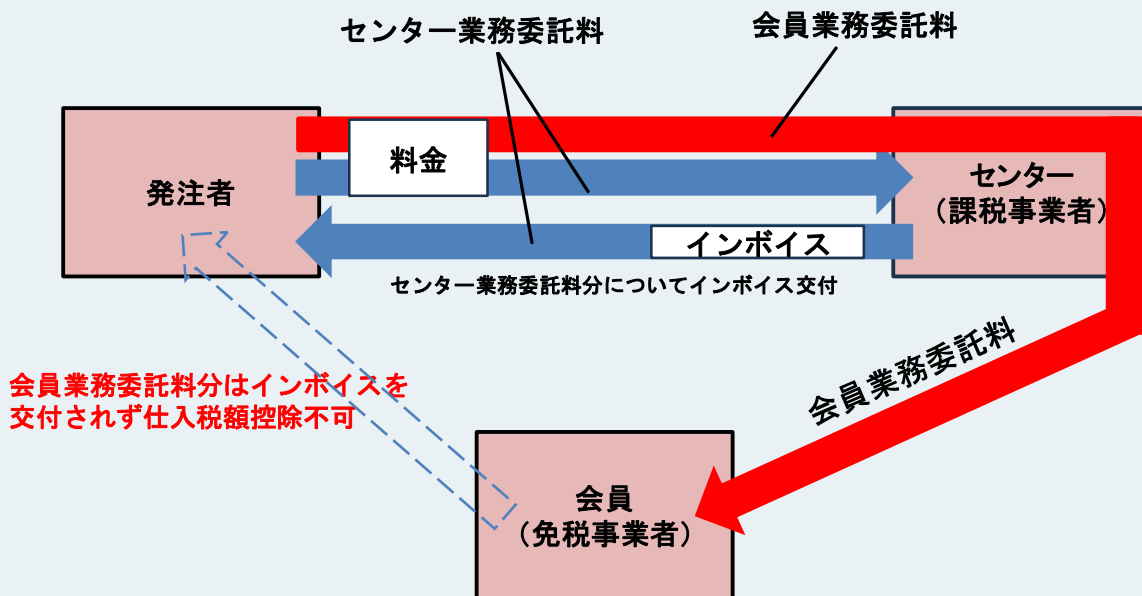 センター業務委託料
会員業務委託料
料金
発注者
センター
（課税事業者）
インボイス
センター業務委託料分についてインボイス交付
会員業務委託料
会員業務委託料分はインボイスを
交付されず仕入税額控除不可
会員
（免税事業者）